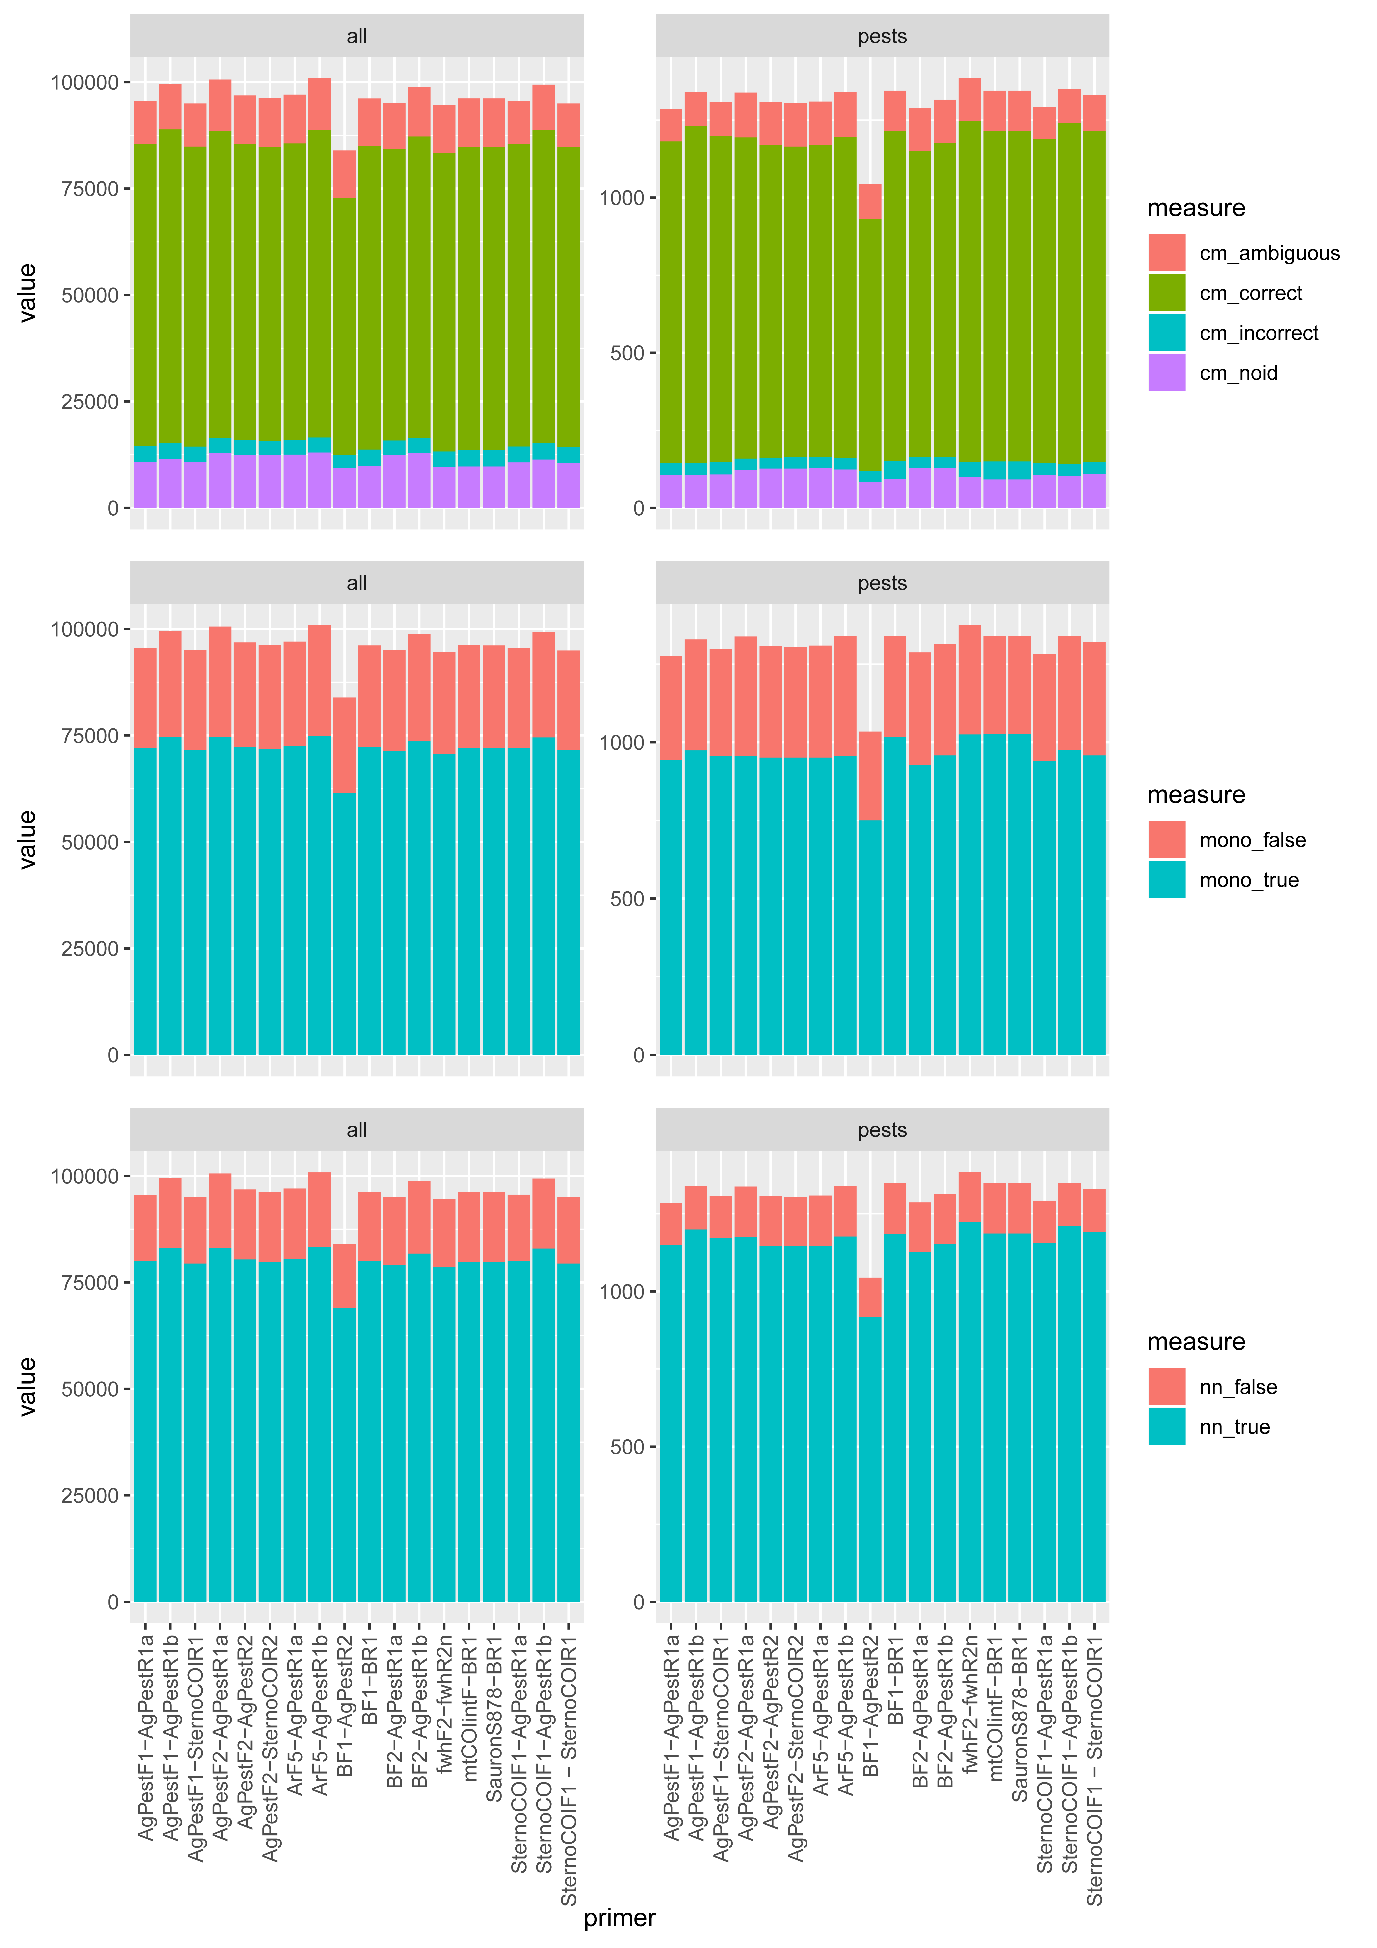 all
pests
value
100000
75000
50000
25000
0
1000
500
0
measure
cm_ambiguous
cm_correct
cm_incorrect
cm_noid
all
pests
value
100000
75000
50000
25000
0
1000
500
0
measure
mono_false
mono_true
all
pests
value
100000
75000
50000
25000
0
1000
500
0
measure
nn_false
nn_true
AgPestF1−AgPestR1a
AgPestF1−AgPestR1b
AgPestF1−SternoCOIR1
AgPestF2−AgPestR1a
AgPestF2−AgPestR2
AgPestF2−SternoCOIR2
ArF5−AgPestR1a
ArF5−AgPestR1b
BF1−AgPestR2
BF1−BR1
BF2−AgPestR1a
BF2−AgPestR1b
fwhF2−fwhR2n
mtCOIintF−BR1
SauronS878−BR1
SternoCOIF1−AgPestR1a
SternoCOIF1−AgPestR1b
SternoCOIF1 − SternoCOIR1
AgPestF1−AgPestR1a
AgPestF1−AgPestR1b
AgPestF1−SternoCOIR1
AgPestF2−AgPestR1a
AgPestF2−AgPestR2
AgPestF2−SternoCOIR2
ArF5−AgPestR1a
ArF5−AgPestR1b
BF1−AgPestR2
BF1−BR1
BF2−AgPestR1a
BF2−AgPestR1b
fwhF2−fwhR2n
mtCOIintF−BR1
SauronS878−BR1
SternoCOIF1−AgPestR1a
SternoCOIF1−AgPestR1b
SternoCOIF1 − SternoCOIR1
primer